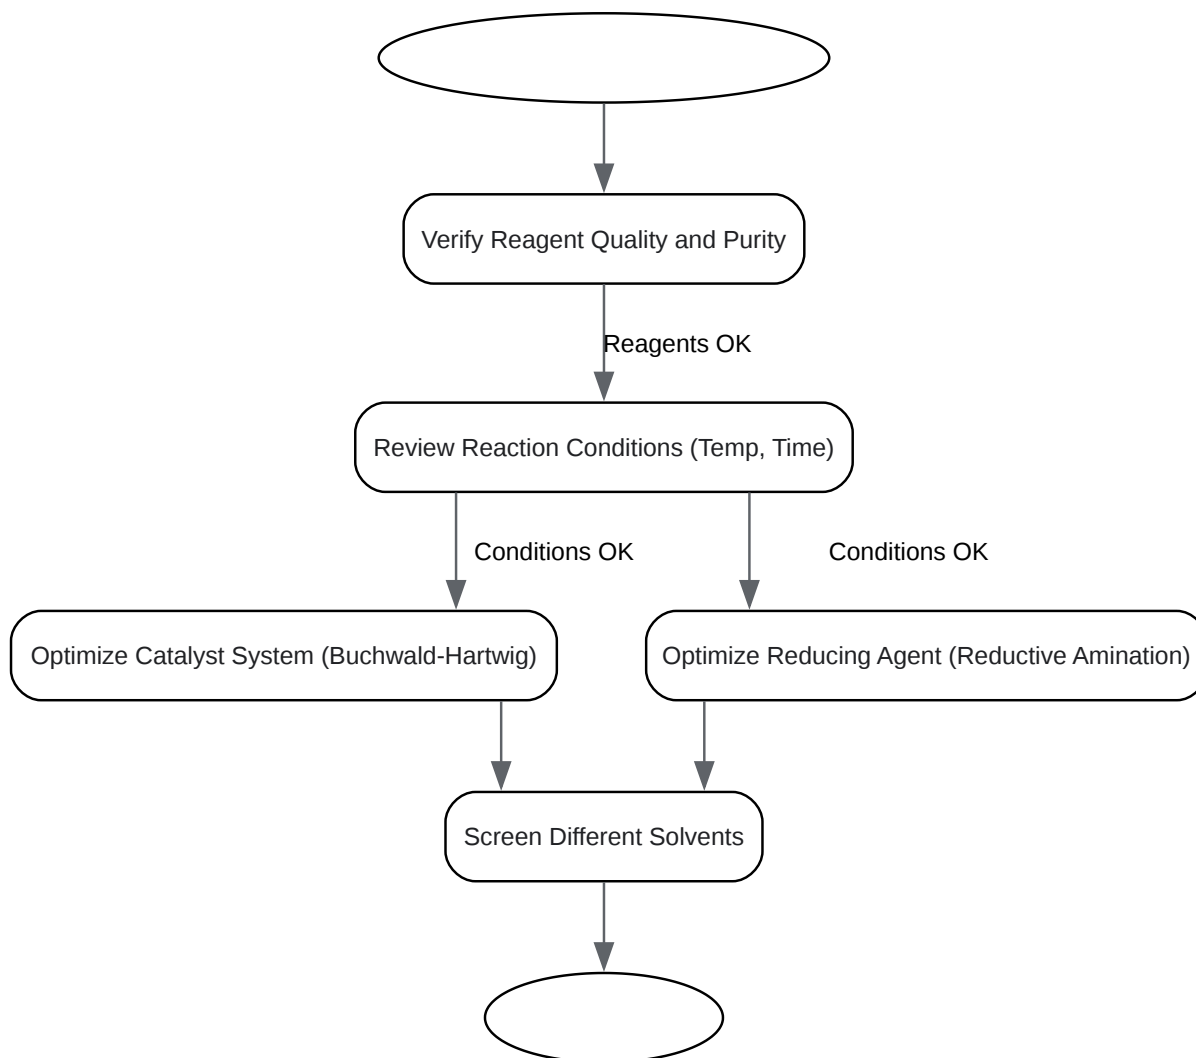 Verify Reagent Quality and Purity
Reagents OK
Review Reaction Conditions (Temp, Time)
Conditions OK
Conditions OK
Optimize Catalyst System (Buchwald-Hartwig)
Optimize Reducing Agent (Reductive Amination)
Screen Different Solvents